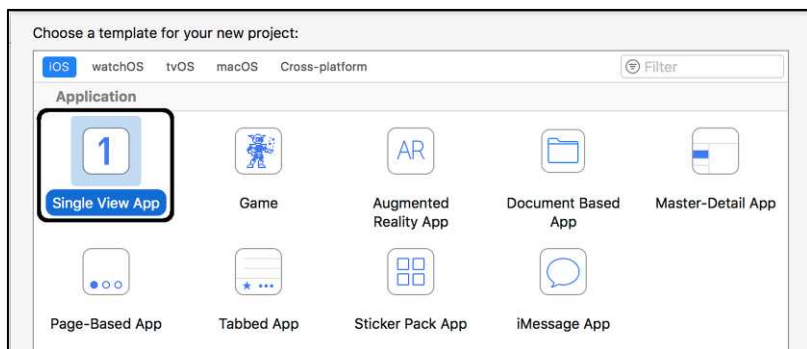 Choose a template for your new project:
iOS watchOS tvOS macOS Cross-platform Filter
Application
1 AR
Single View App Game Augmented Reality App Document Based App Master-Detail App
Page-Based App Tabbed App Sticker Pack App iMessage App